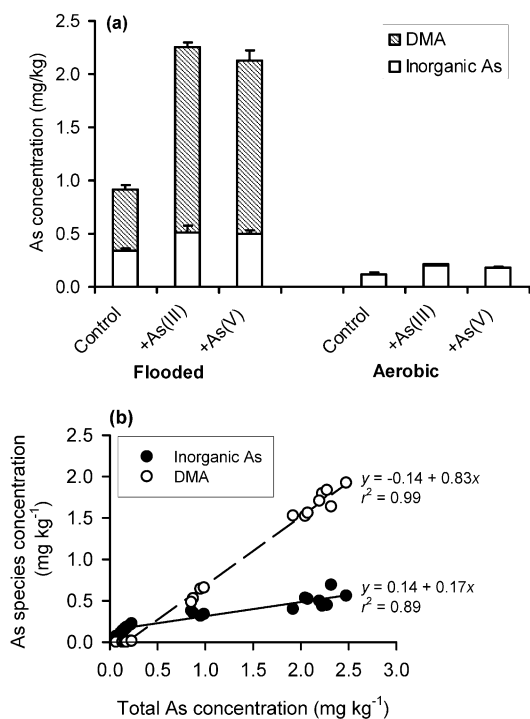 (a)
DMA
Inorganic As
As concentration (mg/kg)
2.5
2.0
1.5
1.0
0.5
0.0
Control
+As(III)
+As(V)
Control
+As(III)
+As(V)
Flooded
Aerobic
(b)
Inorganic As
DMA
As species concentration
(mg kg⁻¹)
2.5
2.0
1.5
1.0
0.5
0.0
y = -0.14 + 0.83x
r² = 0.99
y = 0.14 + 0.17x
r² = 0.89
0.0 0.5 1.0 1.5 2.0 2.5 3.0
Total As concentration (mg kg⁻¹)